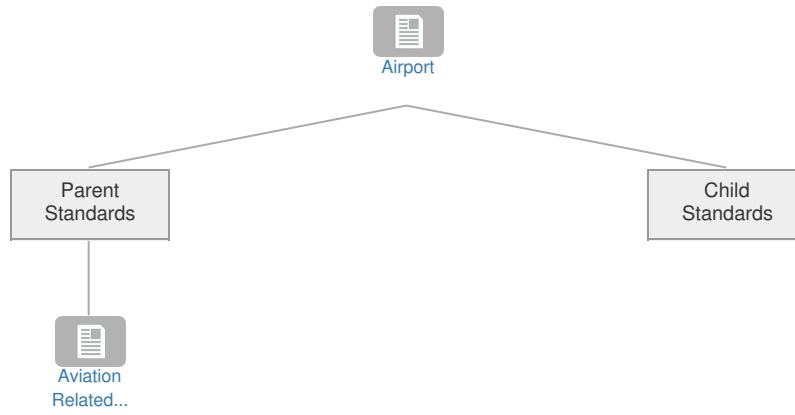 Airport
Parent
Standards
Child
Standards
Aviation
Related...